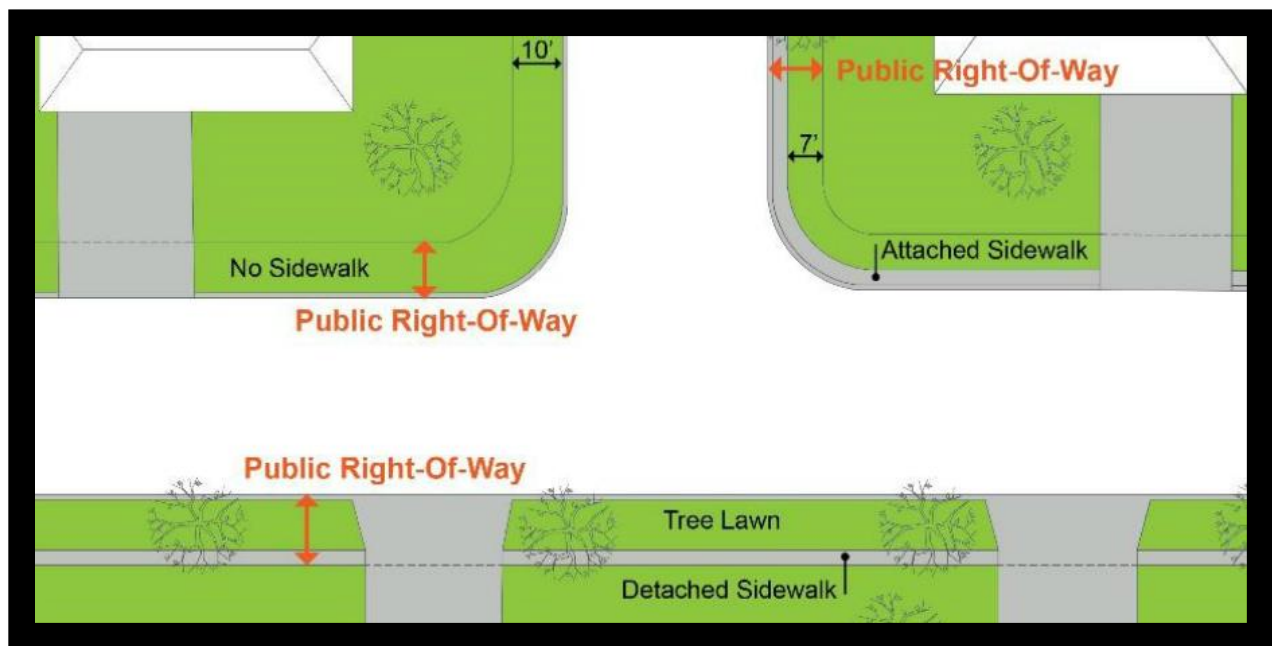 10’
Public Right-Of-Way
7’
Attached Sidewalk
No Sidewalk
Public Right-Of-Way
Public Right-Of-Way
Tree Lawn
Detached Sidewalk